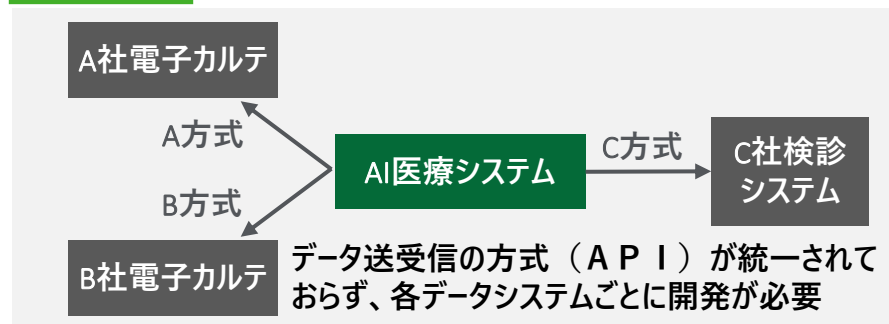 A社電子カルテ
A方式
AI医療システム
C方式
C社検診
システム
B方式
B社電子カルテ
データ送受信の方式（ＡＰＩ）が統一されて
おらず、各データシステムごとに開発が必要